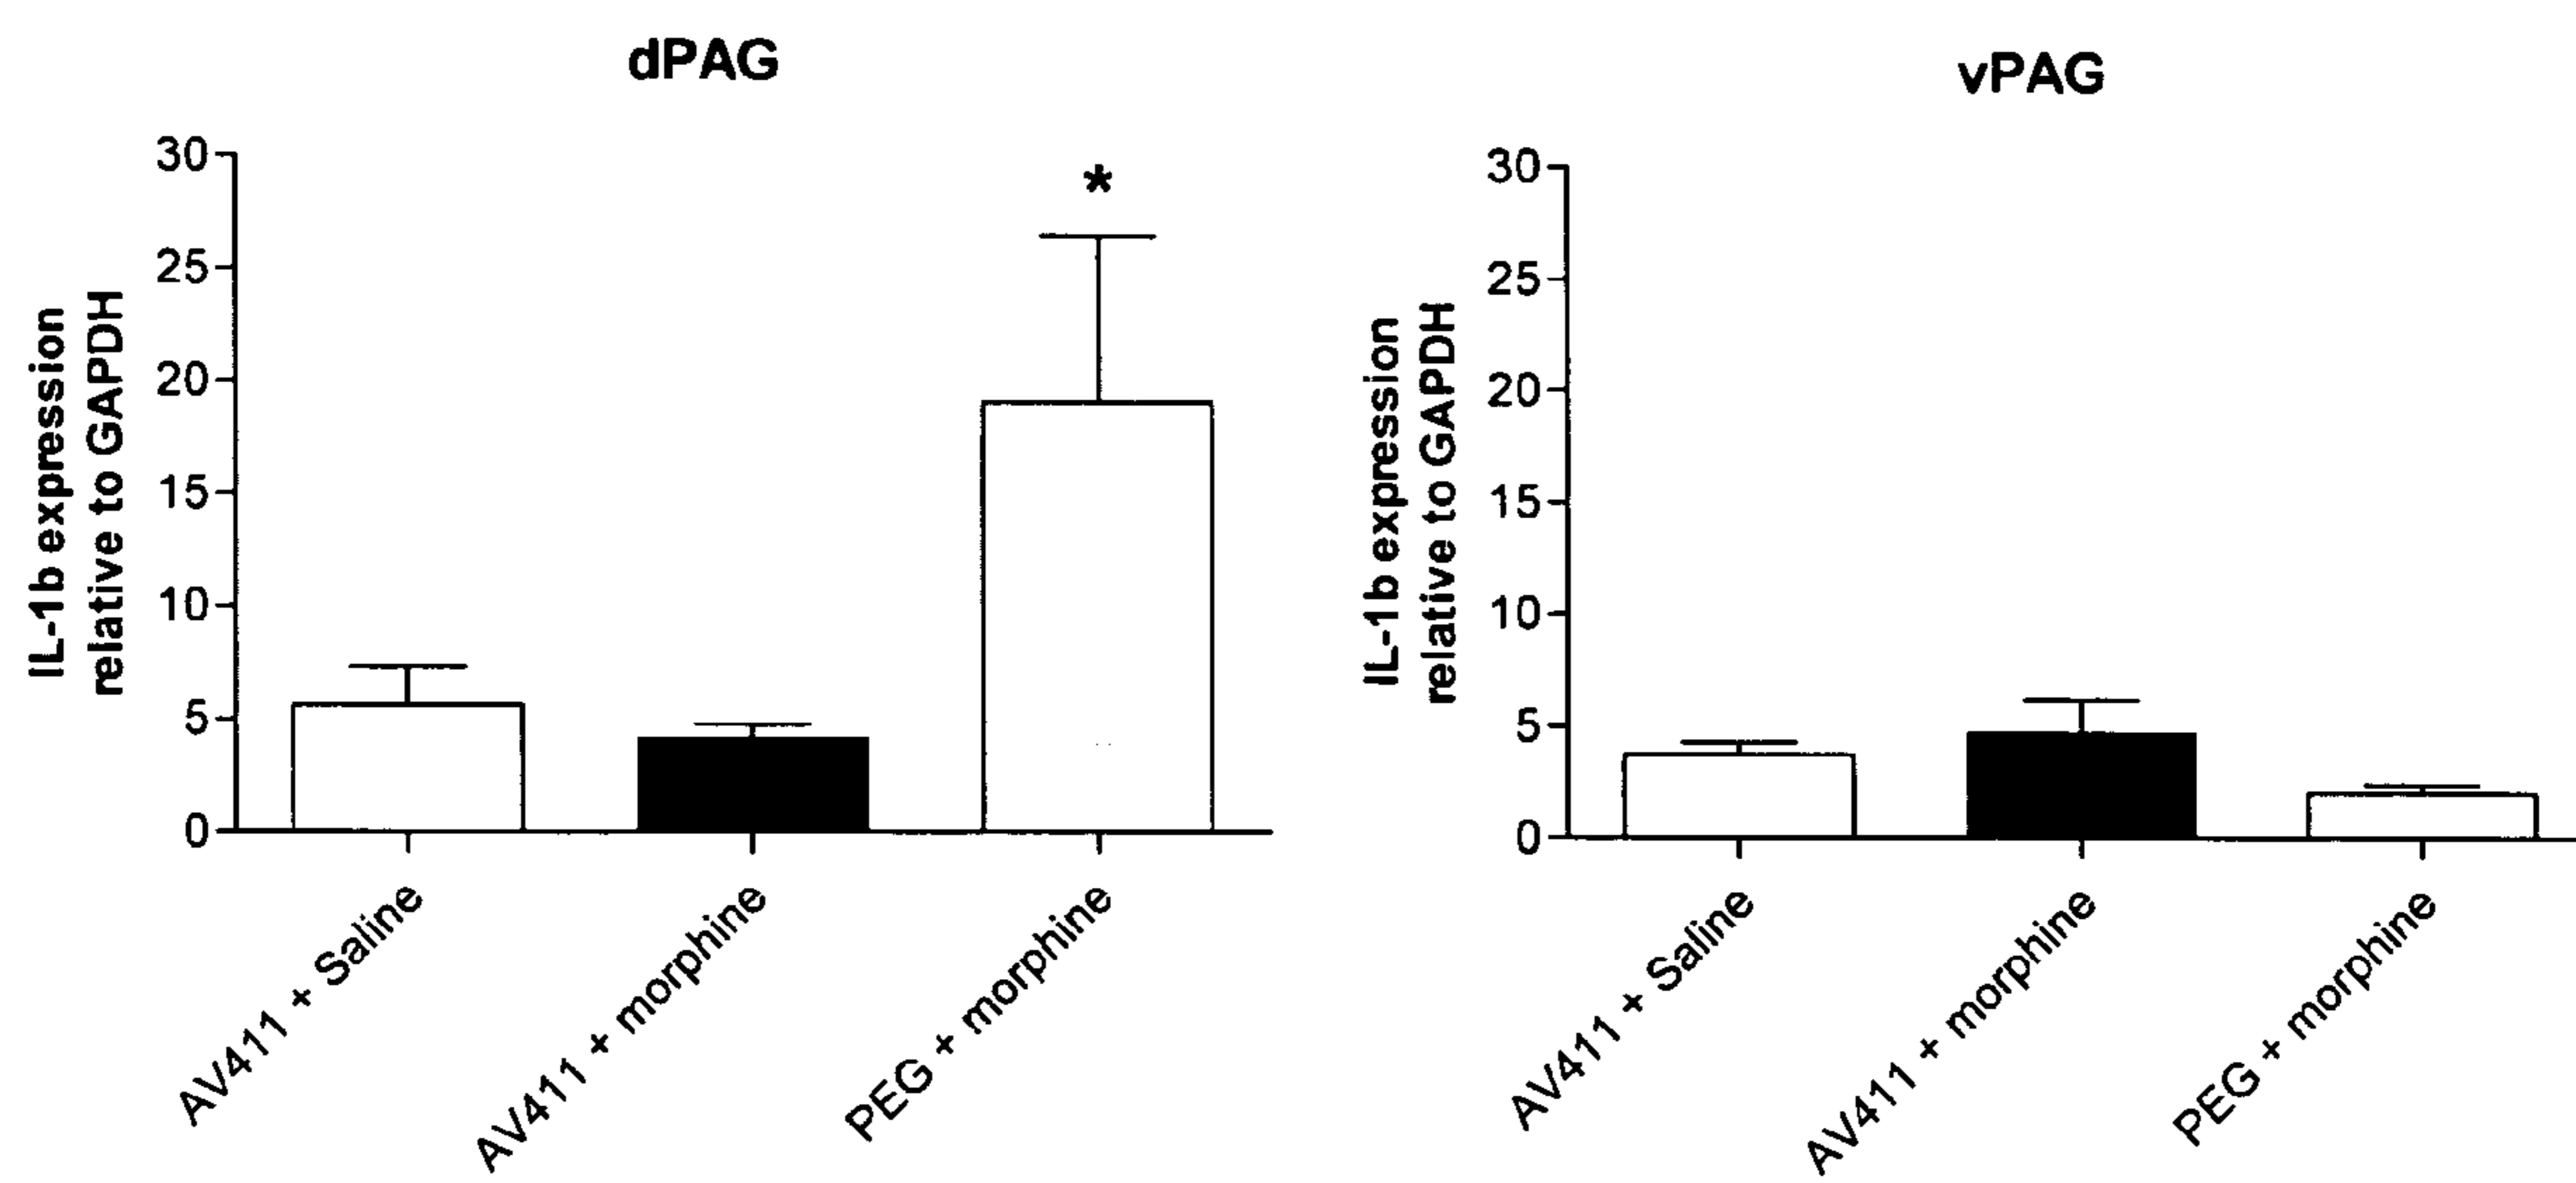 dPAG
IL-1b expression
relative to GAPDH
30
25
20
15
10
5
0
*
AV411 + Saline
AV411 + morphine
PEG + morphine
vPAG
IL-1b expression
relative to GAPDH
30
25
20
15
10
5
0
AV411 + Saline
AV411 + morphine
PEG + morphine